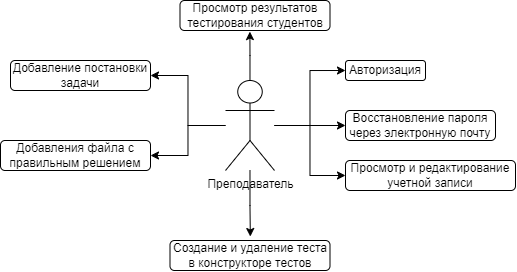 Просмотр результатов
тестирования студентов
Добавление постановки
задачи
Авторизация
Восстановление пароля
через электронную почту
Добавления файла с
правильным решением
Просмотр и редактирование
учетной записи
Преподаватель
Создание и удаление теста
в конструкторе тестов